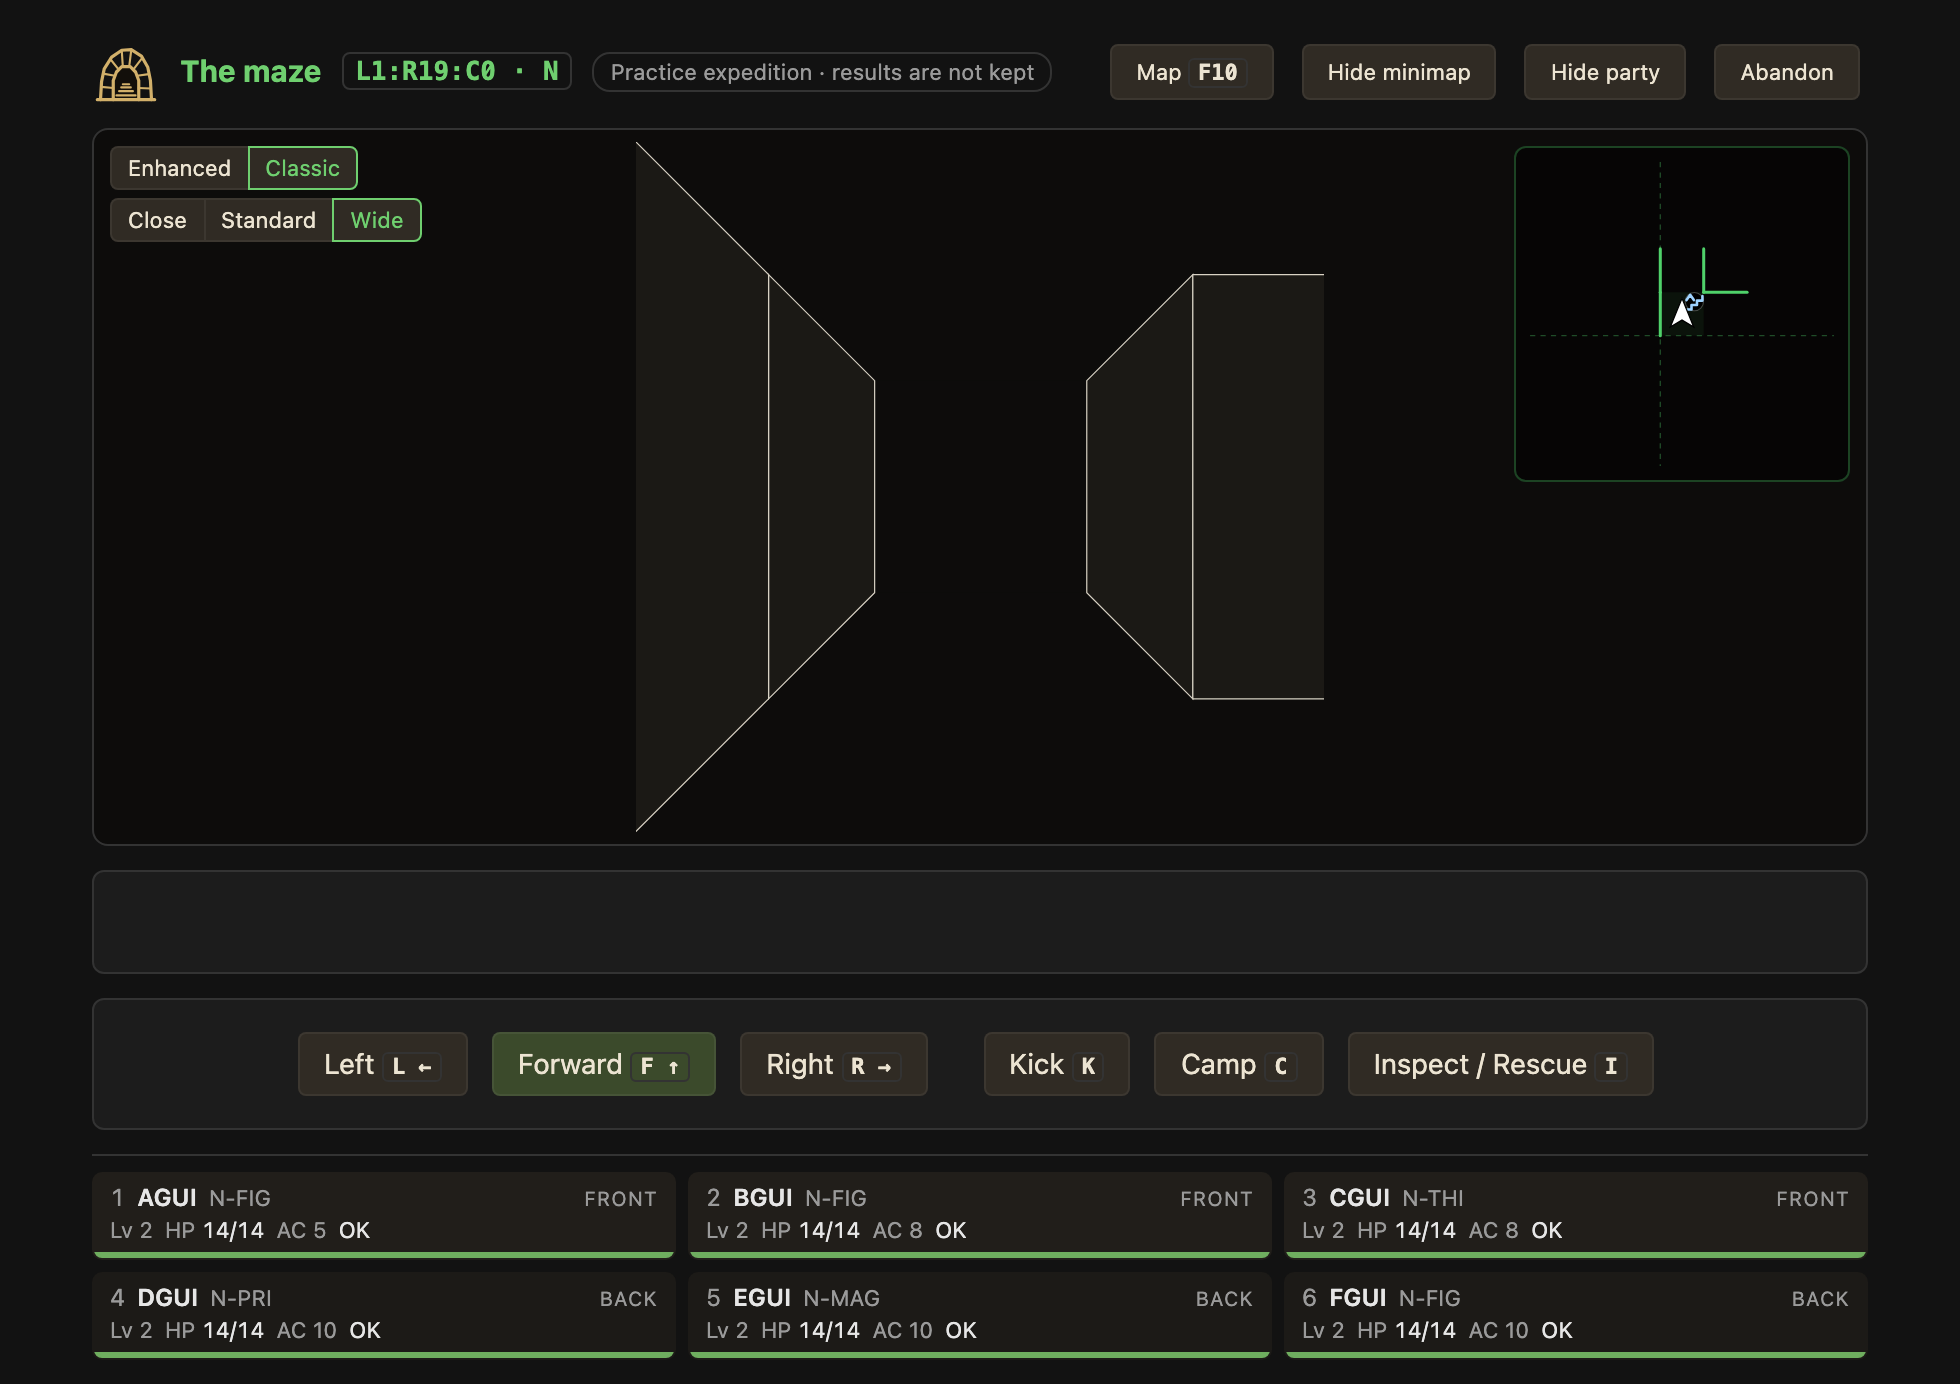 The maze L1:R19:C0 · N Practice expedition · results are not kept Map F10 Hide minimap Hide party Abandon
Enhanced Classic
Close Standard Wide
Left L ← Forward F ↑ Right R → Kick K Camp C Inspect / Rescue I
1 AGUI N-FIG FRONT
Lv 2 HP 14/14 AC 5 OK
2 BGUI N-FIG FRONT
Lv 2 HP 14/14 AC 8 OK
3 CGUI N-THI FRONT
Lv 2 HP 14/14 AC 8 OK
4 DGUI N-PRI BACK
Lv 2 HP 14/14 AC 10 OK
5 EGUI N-MAG BACK
Lv 2 HP 14/14 AC 10 OK
6 FGUI N-FIG BACK
Lv 2 HP 14/14 AC 10 OK